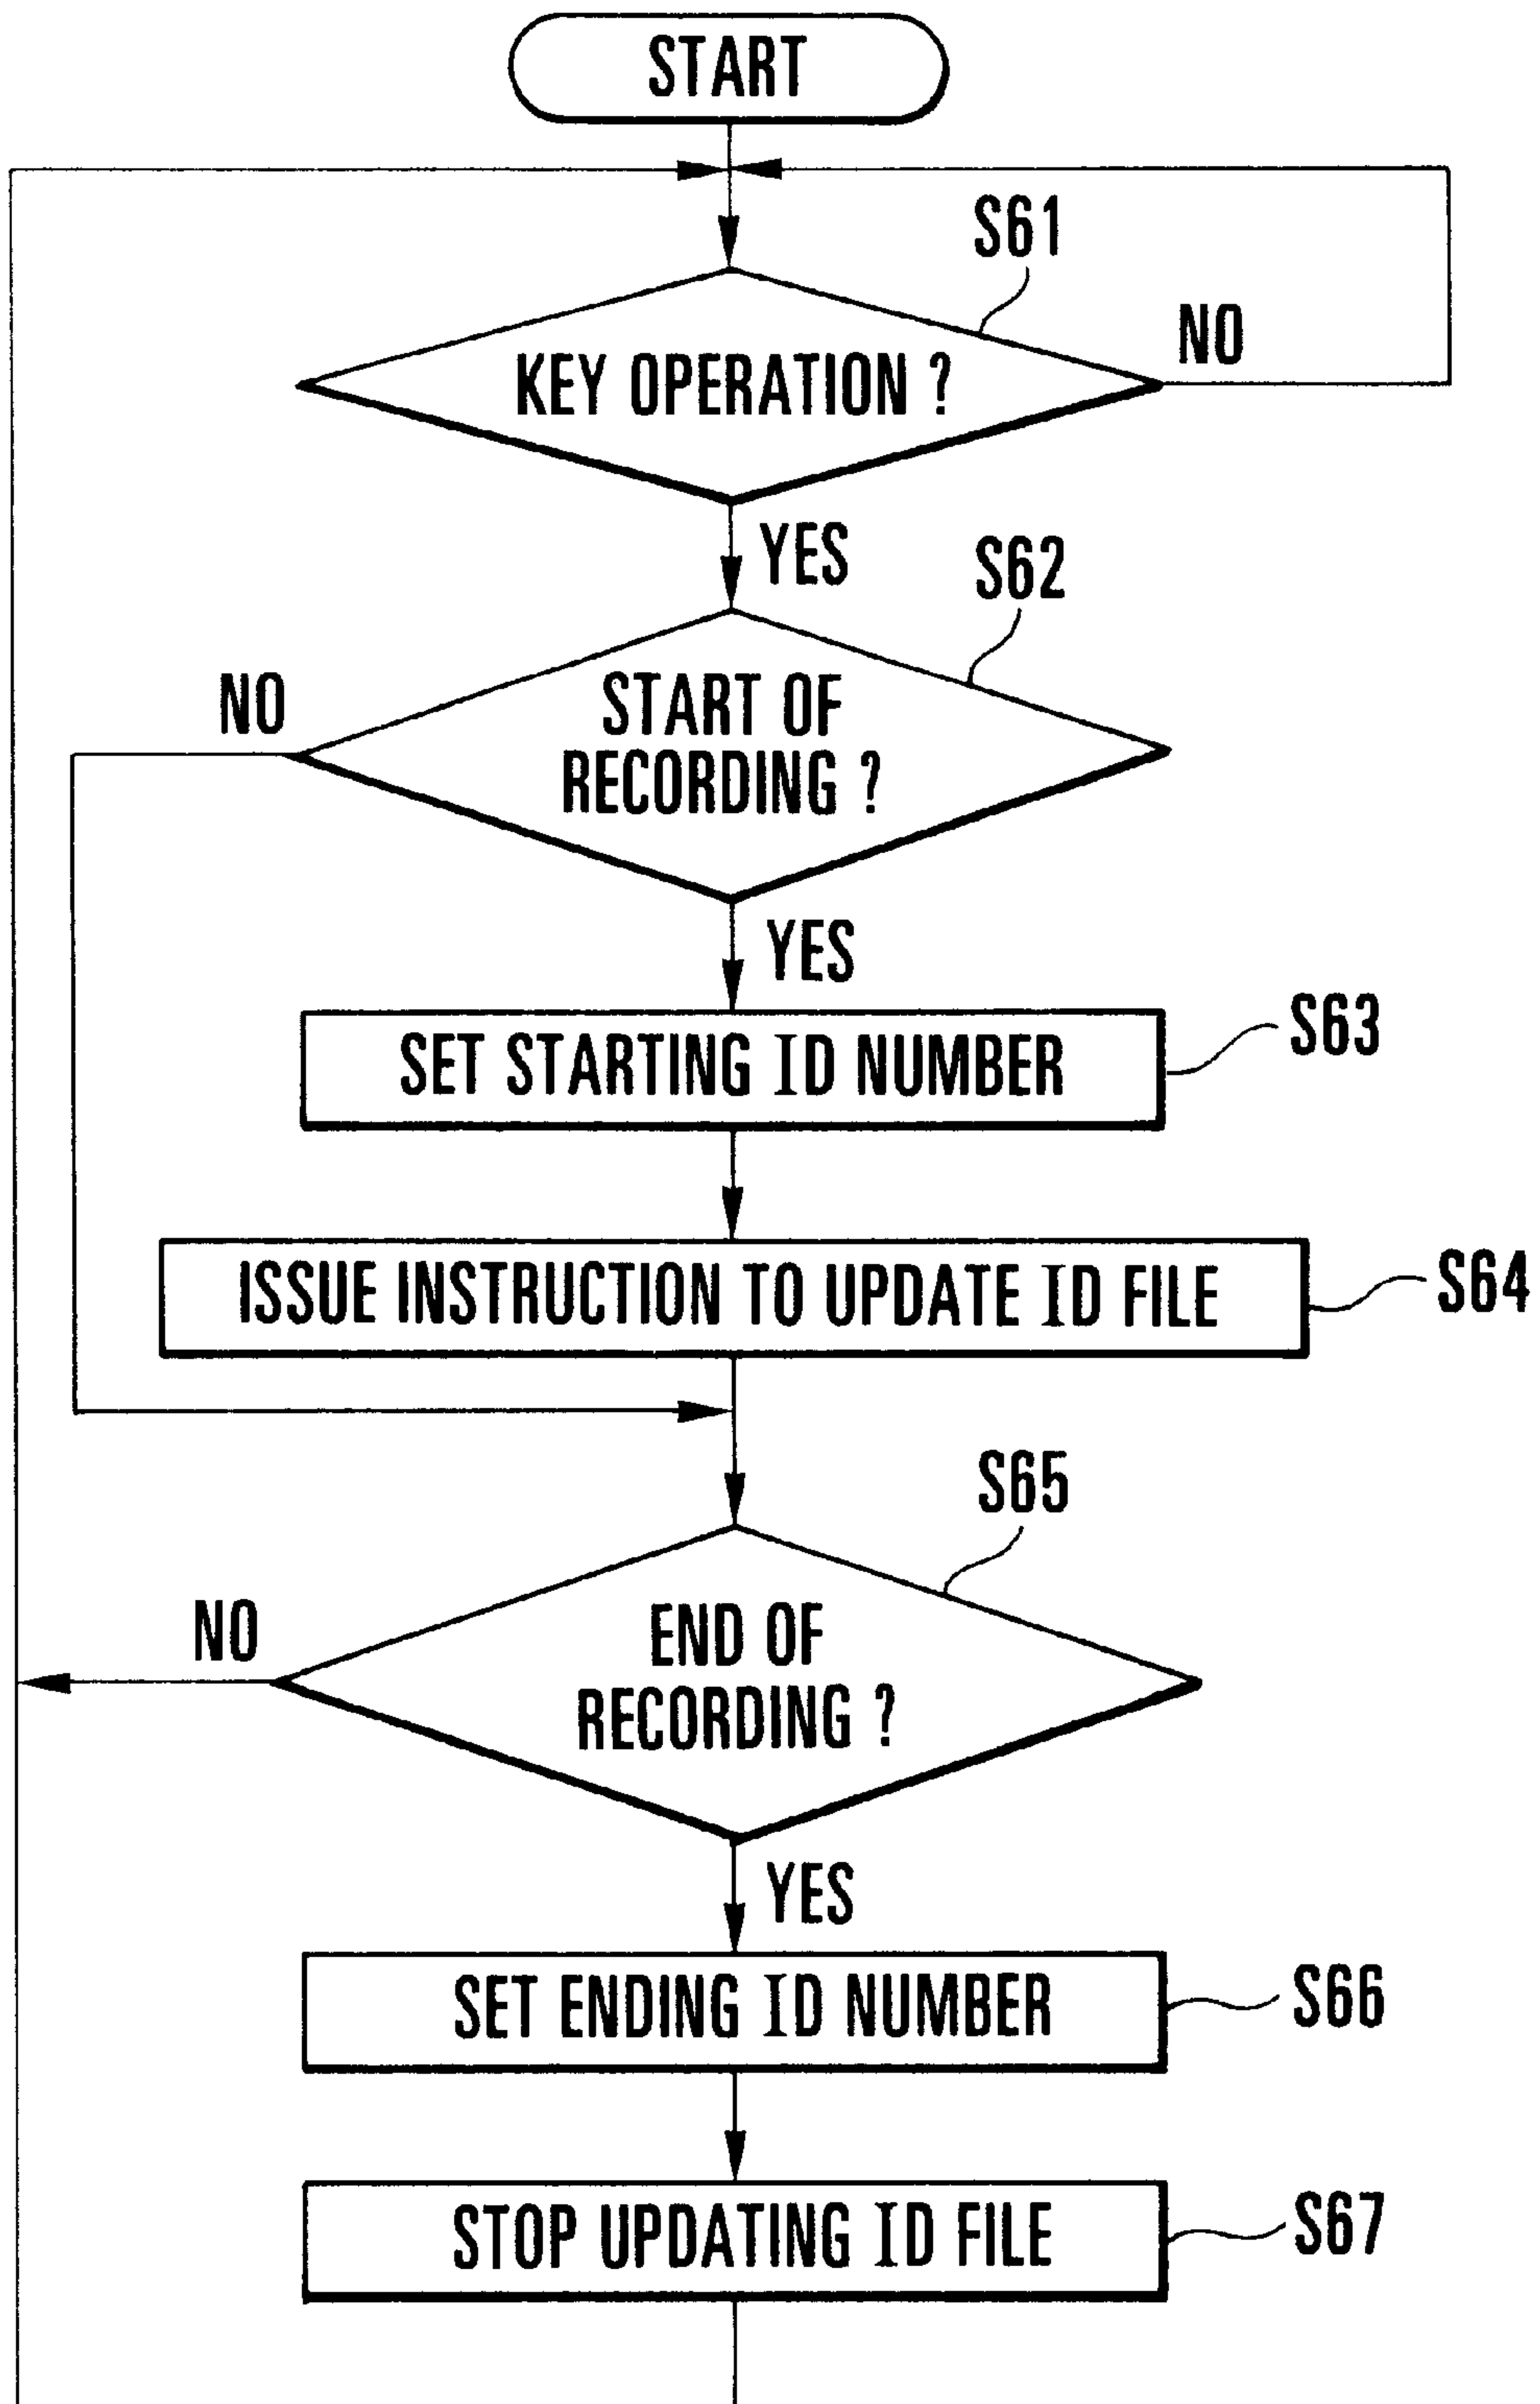 START
S61
NO
KEY OPERATION ?
YES
S62
NO
START OF
RECORDING ?
YES
S63
SET STARTING ID NUMBER
S64
ISSUE INSTRUCTION TO UPDATE ID FILE
S65
NO
END OF
RECORDING ?
YES
SET ENDING ID NUMBER
S66
STOP UPDATING ID FILE
S67